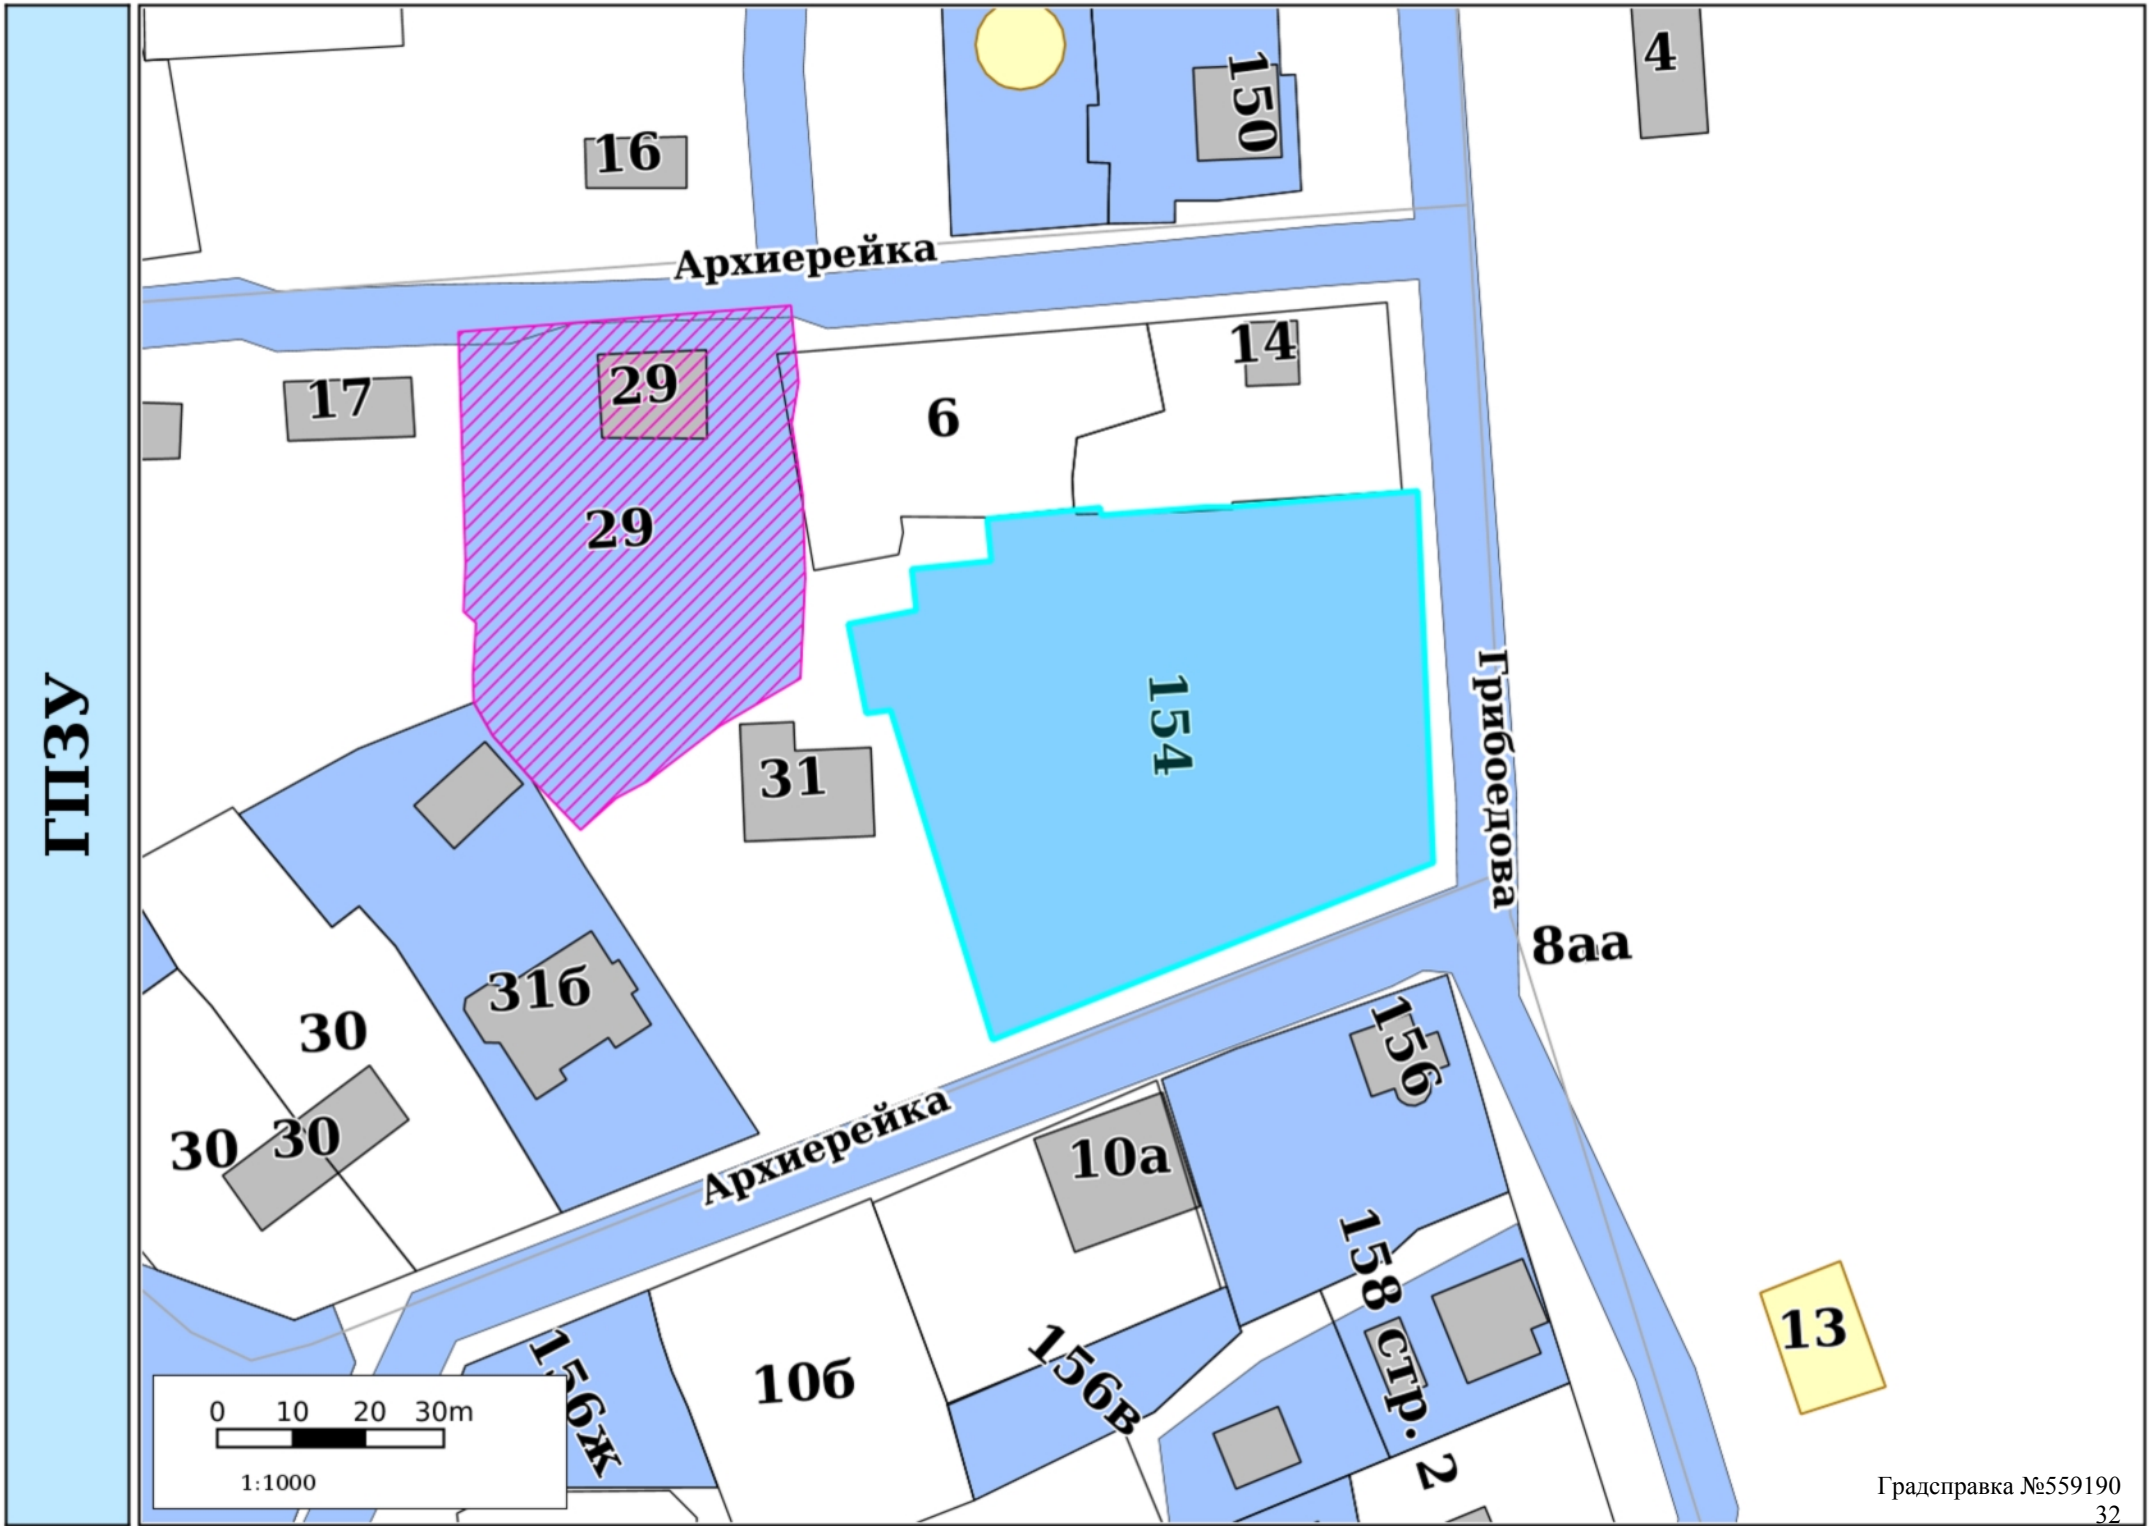 ГПЗУ
4
150
16
Архиерейка
14
29
17
6
29
154
Грибоедова
31
8аа
31б
156
30
30
30
Архиерейка
10а
158 стр. 2
13
156ж
10б
156в
0 10 20 30m
1:1000
Градсправка №559190
32